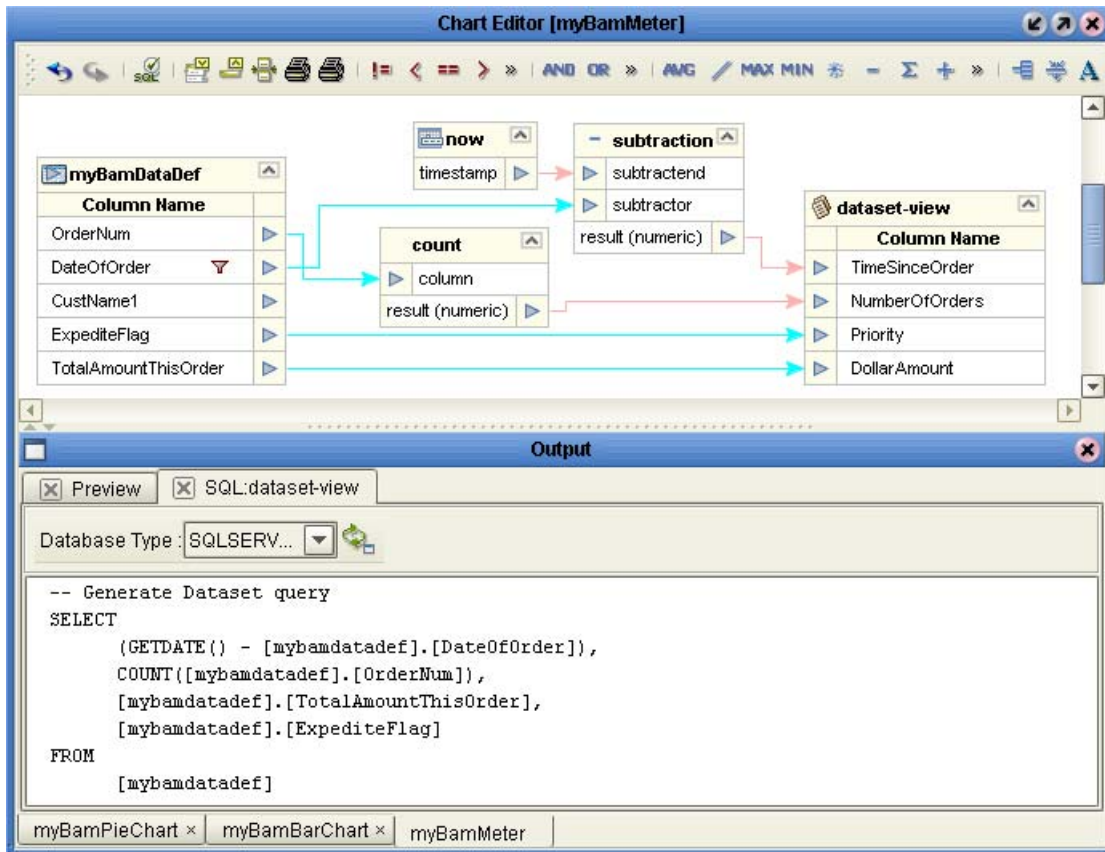 Chart Editor [myBamMeter]
SQL != < == > » AND OR » AVG / MAX MIN * - Σ + » A
now
timestamp
- subtraction
subtractend
subtractor
result (numeric)
myBamDataDef
Column Name
OrderNum
DateOfOrder
CustName1
ExpediteFlag
TotalAmountThisOrder
count
column
result (numeric)
dataset-view
Column Name
TimeSinceOrder
NumberOfOrders
Priority
DollarAmount
Output
Preview
SQL:dataset-view
Database Type : SQLSERV...
-- Generate Dataset query
SELECT
(GETDATE() - [mybamdatadef].[DateOfOrder]),
COUNT([mybamdatadef].[OrderNum]),
[mybamdatadef].[TotalAmountThisOrder],
[mybamdatadef].[ExpediteFlag]
FROM
[mybamdatadef]
myBamPieChart × myBamBarChart × myBamMeter